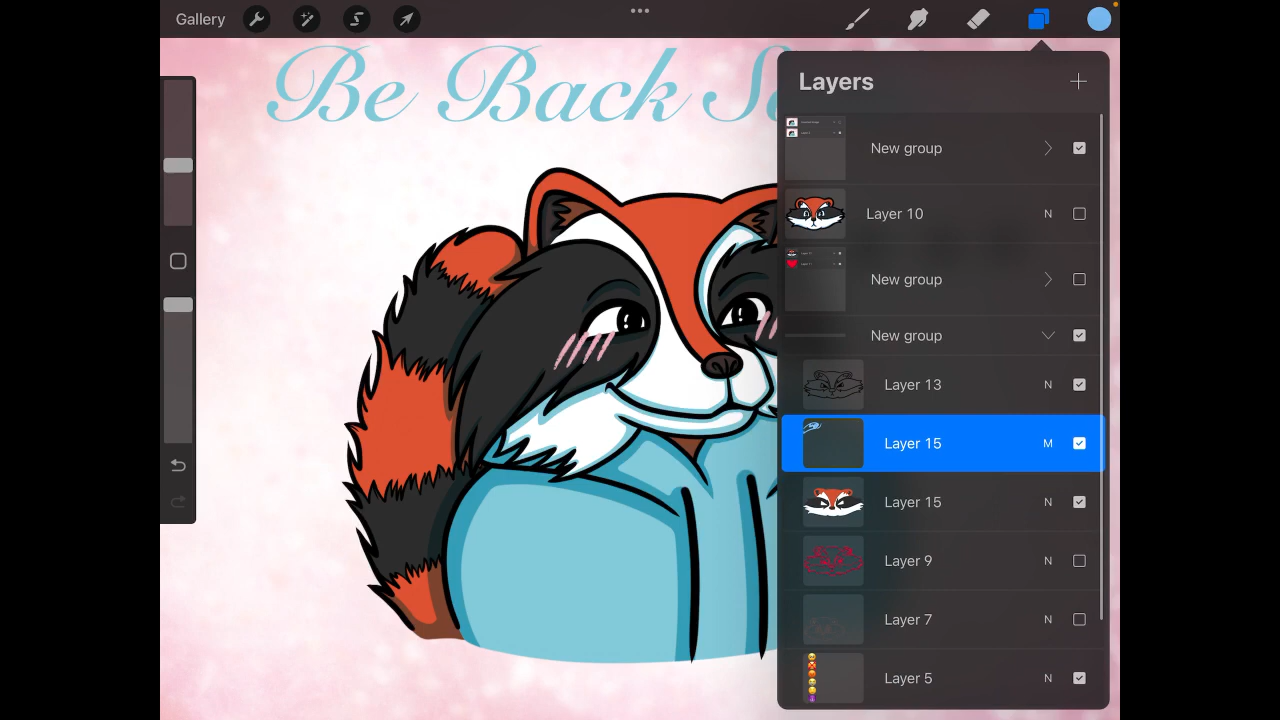 Gallery
Be Back S
Layers
New group
Layer 10 N
New group
New group
Layer 13 N
Layer 15 M
Layer 15 N
Layer 9 N
Layer 7 N
Layer 5 N